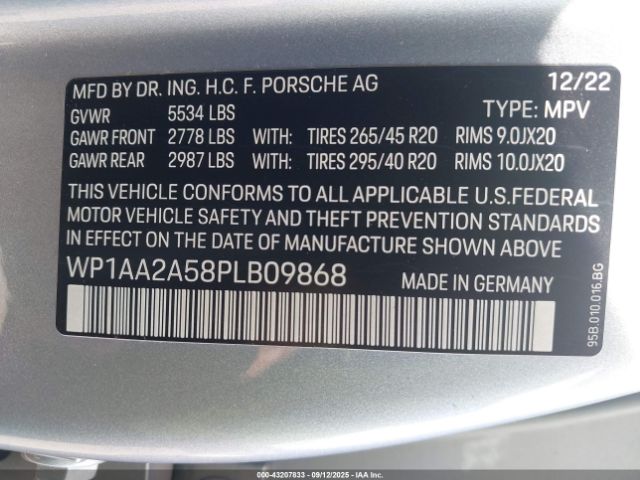 MFD BY DR. ING. H.C. F. PORSCHE AG 12/22
GVWR 5534 LBS TYPE: MPV
GAWR FRONT 2778 LBS WITH: TIRES 265/45 R20 RIMS 9.0JX20
GAWR REAR 2987 LBS WITH: TIRES 295/40 R20 RIMS 10.0JX20
THIS VEHICLE CONFORMS TO ALL APPLICABLE U.S.FEDERAL
MOTOR VEHICLE SAFETY AND THEFT PREVENTION STANDARDS
IN EFFECT ON THE DATE OF MANUFACTURE SHOWN ABOVE
WP1AA2A58PLB09868 MADE IN GERMANY
95B.010.016.BG
000-43207833 - 09/12/2025 - IAAI.COM